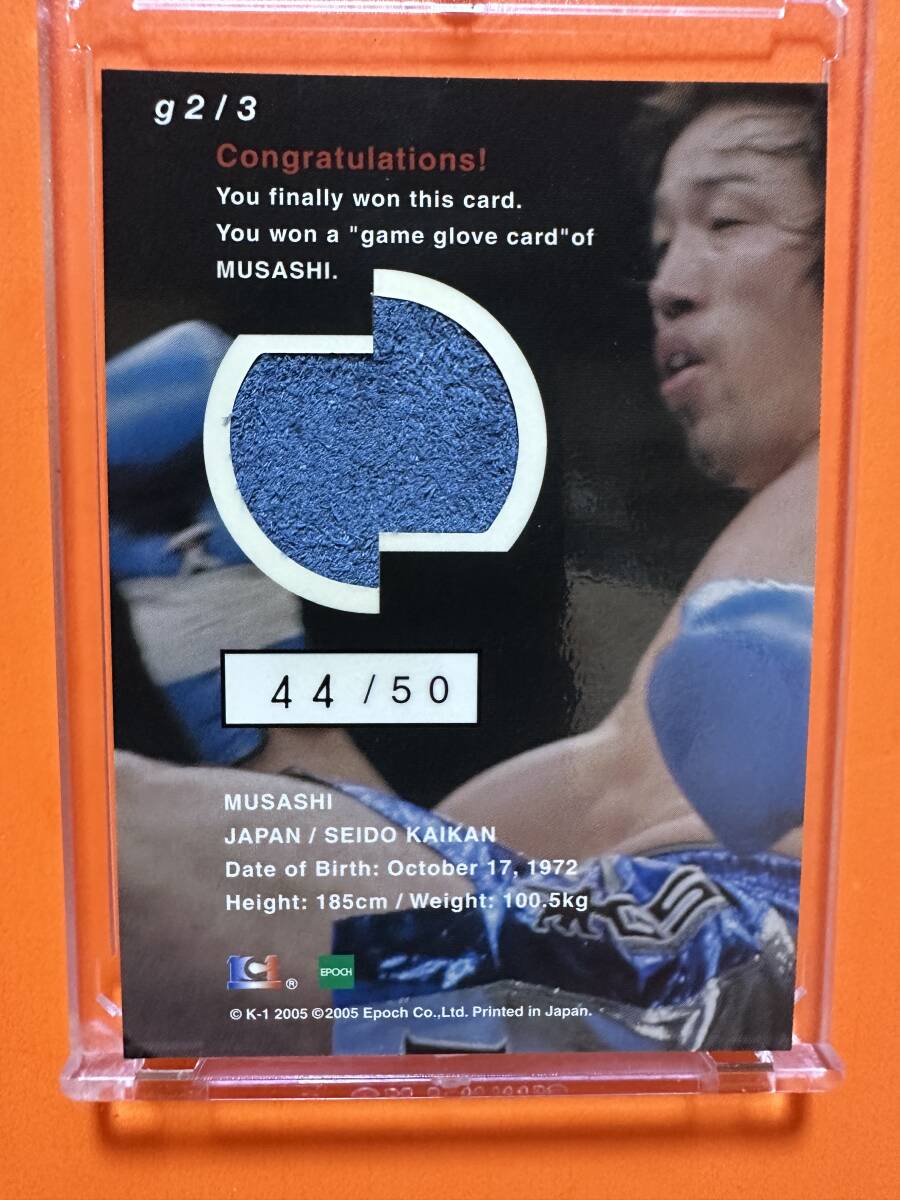 g2/3
Congratulations!
You finally won this card.
You won a "game glove card"of
MUSASHI.
44/50
MUSASHI
JAPAN / SEIDO KAIKAN
Date of Birth: October 17, 1972
Height: 185cm / Weight: 100.5kg
K-1 ®
EPOCH
© K-1 2005 ©2005 Epoch Co.,Ltd. Printed in Japan.